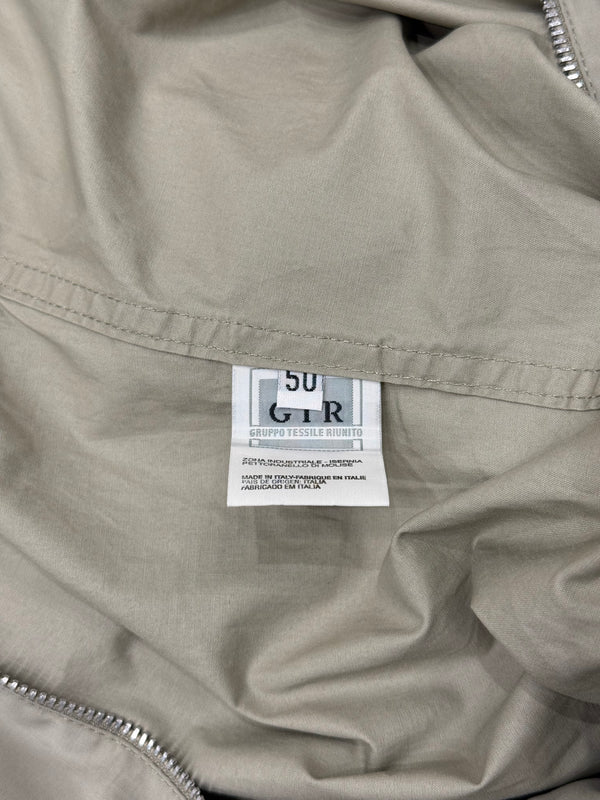 50
GTR
GRUPPO TESSILE RIUNITO
ZONA INDUSTRIALE - ISERNIA
PETTORANELLO DI MOLISE
MADE IN ITALY-FABRIQUE EN ITALIE
PAIS DE ORIGEN: ITALIA
FABRICADO EM ITALIA